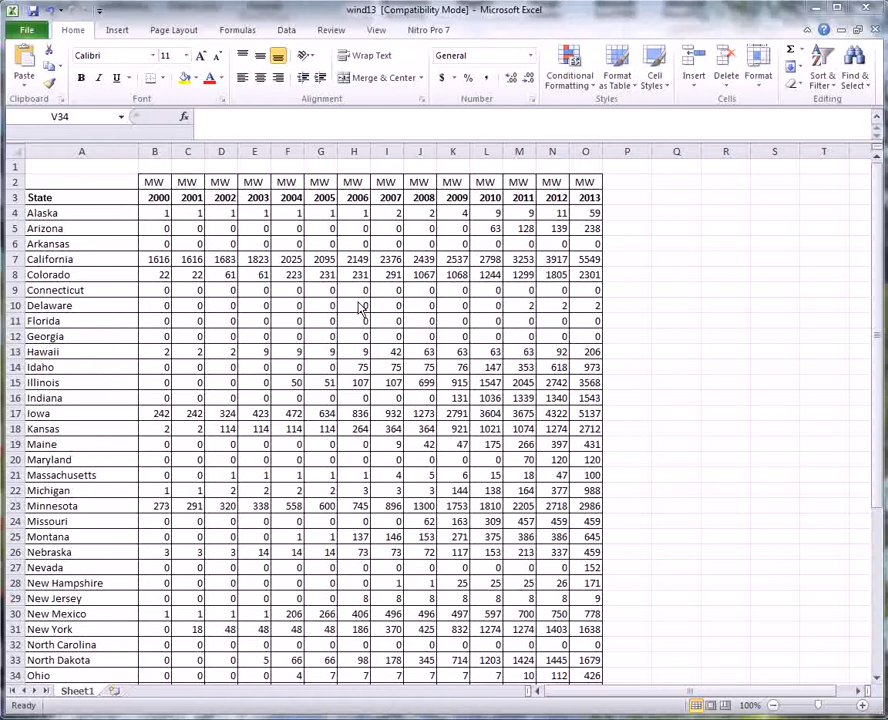 wind13 [Compatibility Mode] - Microsoft Excel
File Home Insert Page Layout Formulas Data Review View Nitro Pro 7
Calibri 11 A A Wrap Text General
Paste B I U A Merge & Center $ % , Conditional Formatting Format as Table Cell Styles Insert Delete Format Σ Sort & Filter Find & Select
Clipboard Font Alignment Number Styles Cells Editing
V34 fx
A B C D E F G H I J K L M N O P Q R S T
1
2 MW MW MW MW MW MW MW MW MW MW MW MW MW MW
3 State 2000 2001 2002 2003 2004 2005 2006 2007 2008 2009 2010 2011 2012 2013
4 Alaska 1 1 1 1 1 1 1 2 2 4 9 9 11 59
5 Arizona 0 0 0 0 0 0 0 0 0 0 63 128 139 238
6 Arkansas 0 0 0 0 0 0 0 0 0 0 0 0 0 0
7 California 1616 1616 1683 1823 2025 2095 2149 2376 2439 2537 2798 3253 3917 5549
8 Colorado 22 22 61 61 223 231 231 291 1067 1068 1244 1299 1805 2301
9 Connecticut 0 0 0 0 0 0 0 0 0 0 0 0 0 0
10 Delaware 0 0 0 0 0 0 0 0 0 0 0 2 2 2
11 Florida 0 0 0 0 0 0 0 0 0 0 0 0 0 0
12 Georgia 0 0 0 0 0 0 0 0 0 0 0 0 0 0
13 Hawaii 2 2 2 9 9 9 9 42 63 63 63 63 92 206
14 Idaho 0 0 0 0 0 0 75 75 75 76 147 353 618 973
15 Illinois 0 0 0 0 50 51 107 107 699 915 1547 2045 2742 3568
16 Indiana 0 0 0 0 0 0 0 0 0 131 1036 1339 1340 1543
17 Iowa 242 242 324 423 472 634 836 932 1273 2791 3604 3675 4322 5137
18 Kansas 2 2 114 114 114 114 264 364 364 921 1021 1074 1274 2712
19 Maine 0 0 0 0 0 0 0 9 42 47 175 266 397 431
20 Maryland 0 0 0 0 0 0 0 0 0 0 0 70 120 120
21 Massachusetts 0 0 1 1 1 1 1 4 5 6 15 18 47 100
22 Michigan 1 1 2 2 2 2 3 3 3 144 138 164 377 988
23 Minnesota 273 291 320 338 558 600 745 896 1300 1753 1810 2205 2718 2986
24 Missouri 0 0 0 0 0 0 0 0 62 163 309 457 459 459
25 Montana 0 0 0 0 1 1 137 146 153 271 375 386 386 645
26 Nebraska 3 3 3 14 14 14 73 73 72 117 153 213 337 459
27 Nevada 0 0 0 0 0 0 0 0 0 0 0 0 0 152
28 New Hampshire 0 0 0 0 0 0 0 1 1 25 25 25 26 171
29 New Jersey 0 0 0 0 0 0 8 8 8 8 8 8 8 9
30 New Mexico 1 1 1 1 206 266 406 496 496 497 597 700 750 778
31 New York 0 18 48 48 48 48 186 370 425 832 1274 1274 1403 1638
32 North Carolina 0 0 0 0 0 0 0 0 0 0 0 0 0 0
33 North Dakota 0 0 0 5 66 66 98 178 345 714 1203 1424 1445 1679
34 Ohio 0 0 0 0 4 7 7 7 7 7 7 10 112 426
Sheet1
Ready 100%